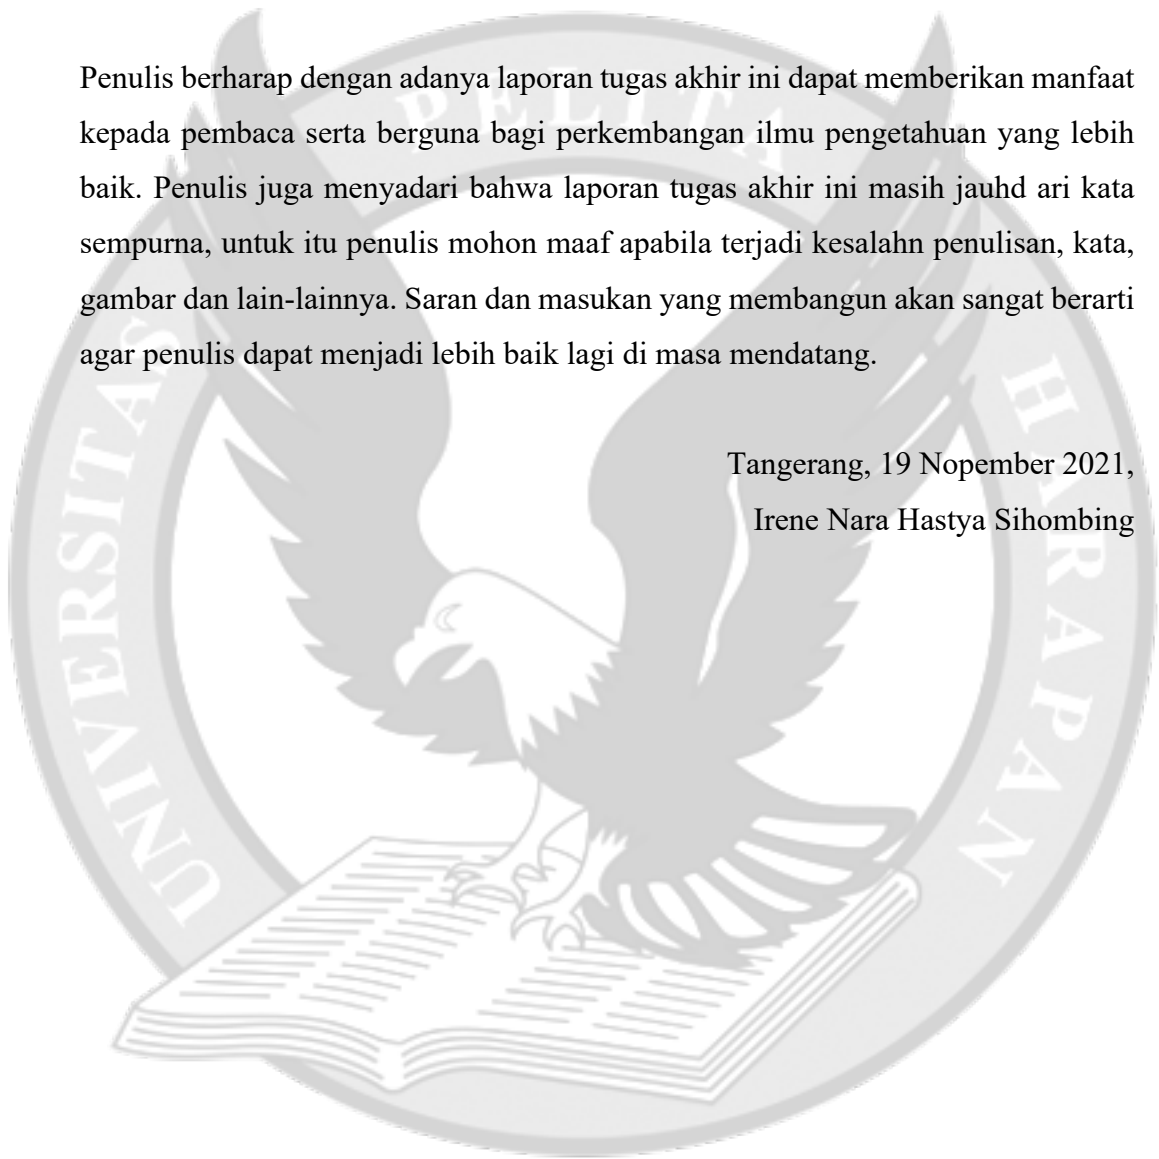 Penulis berharap dengan adanya laporan tugas akhir ini dapat memberikan manfaat
kepada pembaca serta berguna bagi perkembangan ilmu pengetahuan yang lebih
baik. Penulis juga menyadari bahwa laporan tugas akhir ini masih jauhd ari kata
sempurna, untuk itu penulis mohon maaf apabila terjadi kesalahn penulisan, kata,
gambar dan lain-lainnya. Saran dan masukan yang membangun akan sangat berarti
agar penulis dapat menjadi lebih baik lagi di masa mendatang.
Tangerang, 19 Nopember 2021,
Irene Nara Hastya Sihombing
UNIVERSITAS
PELITA
HARAPAN